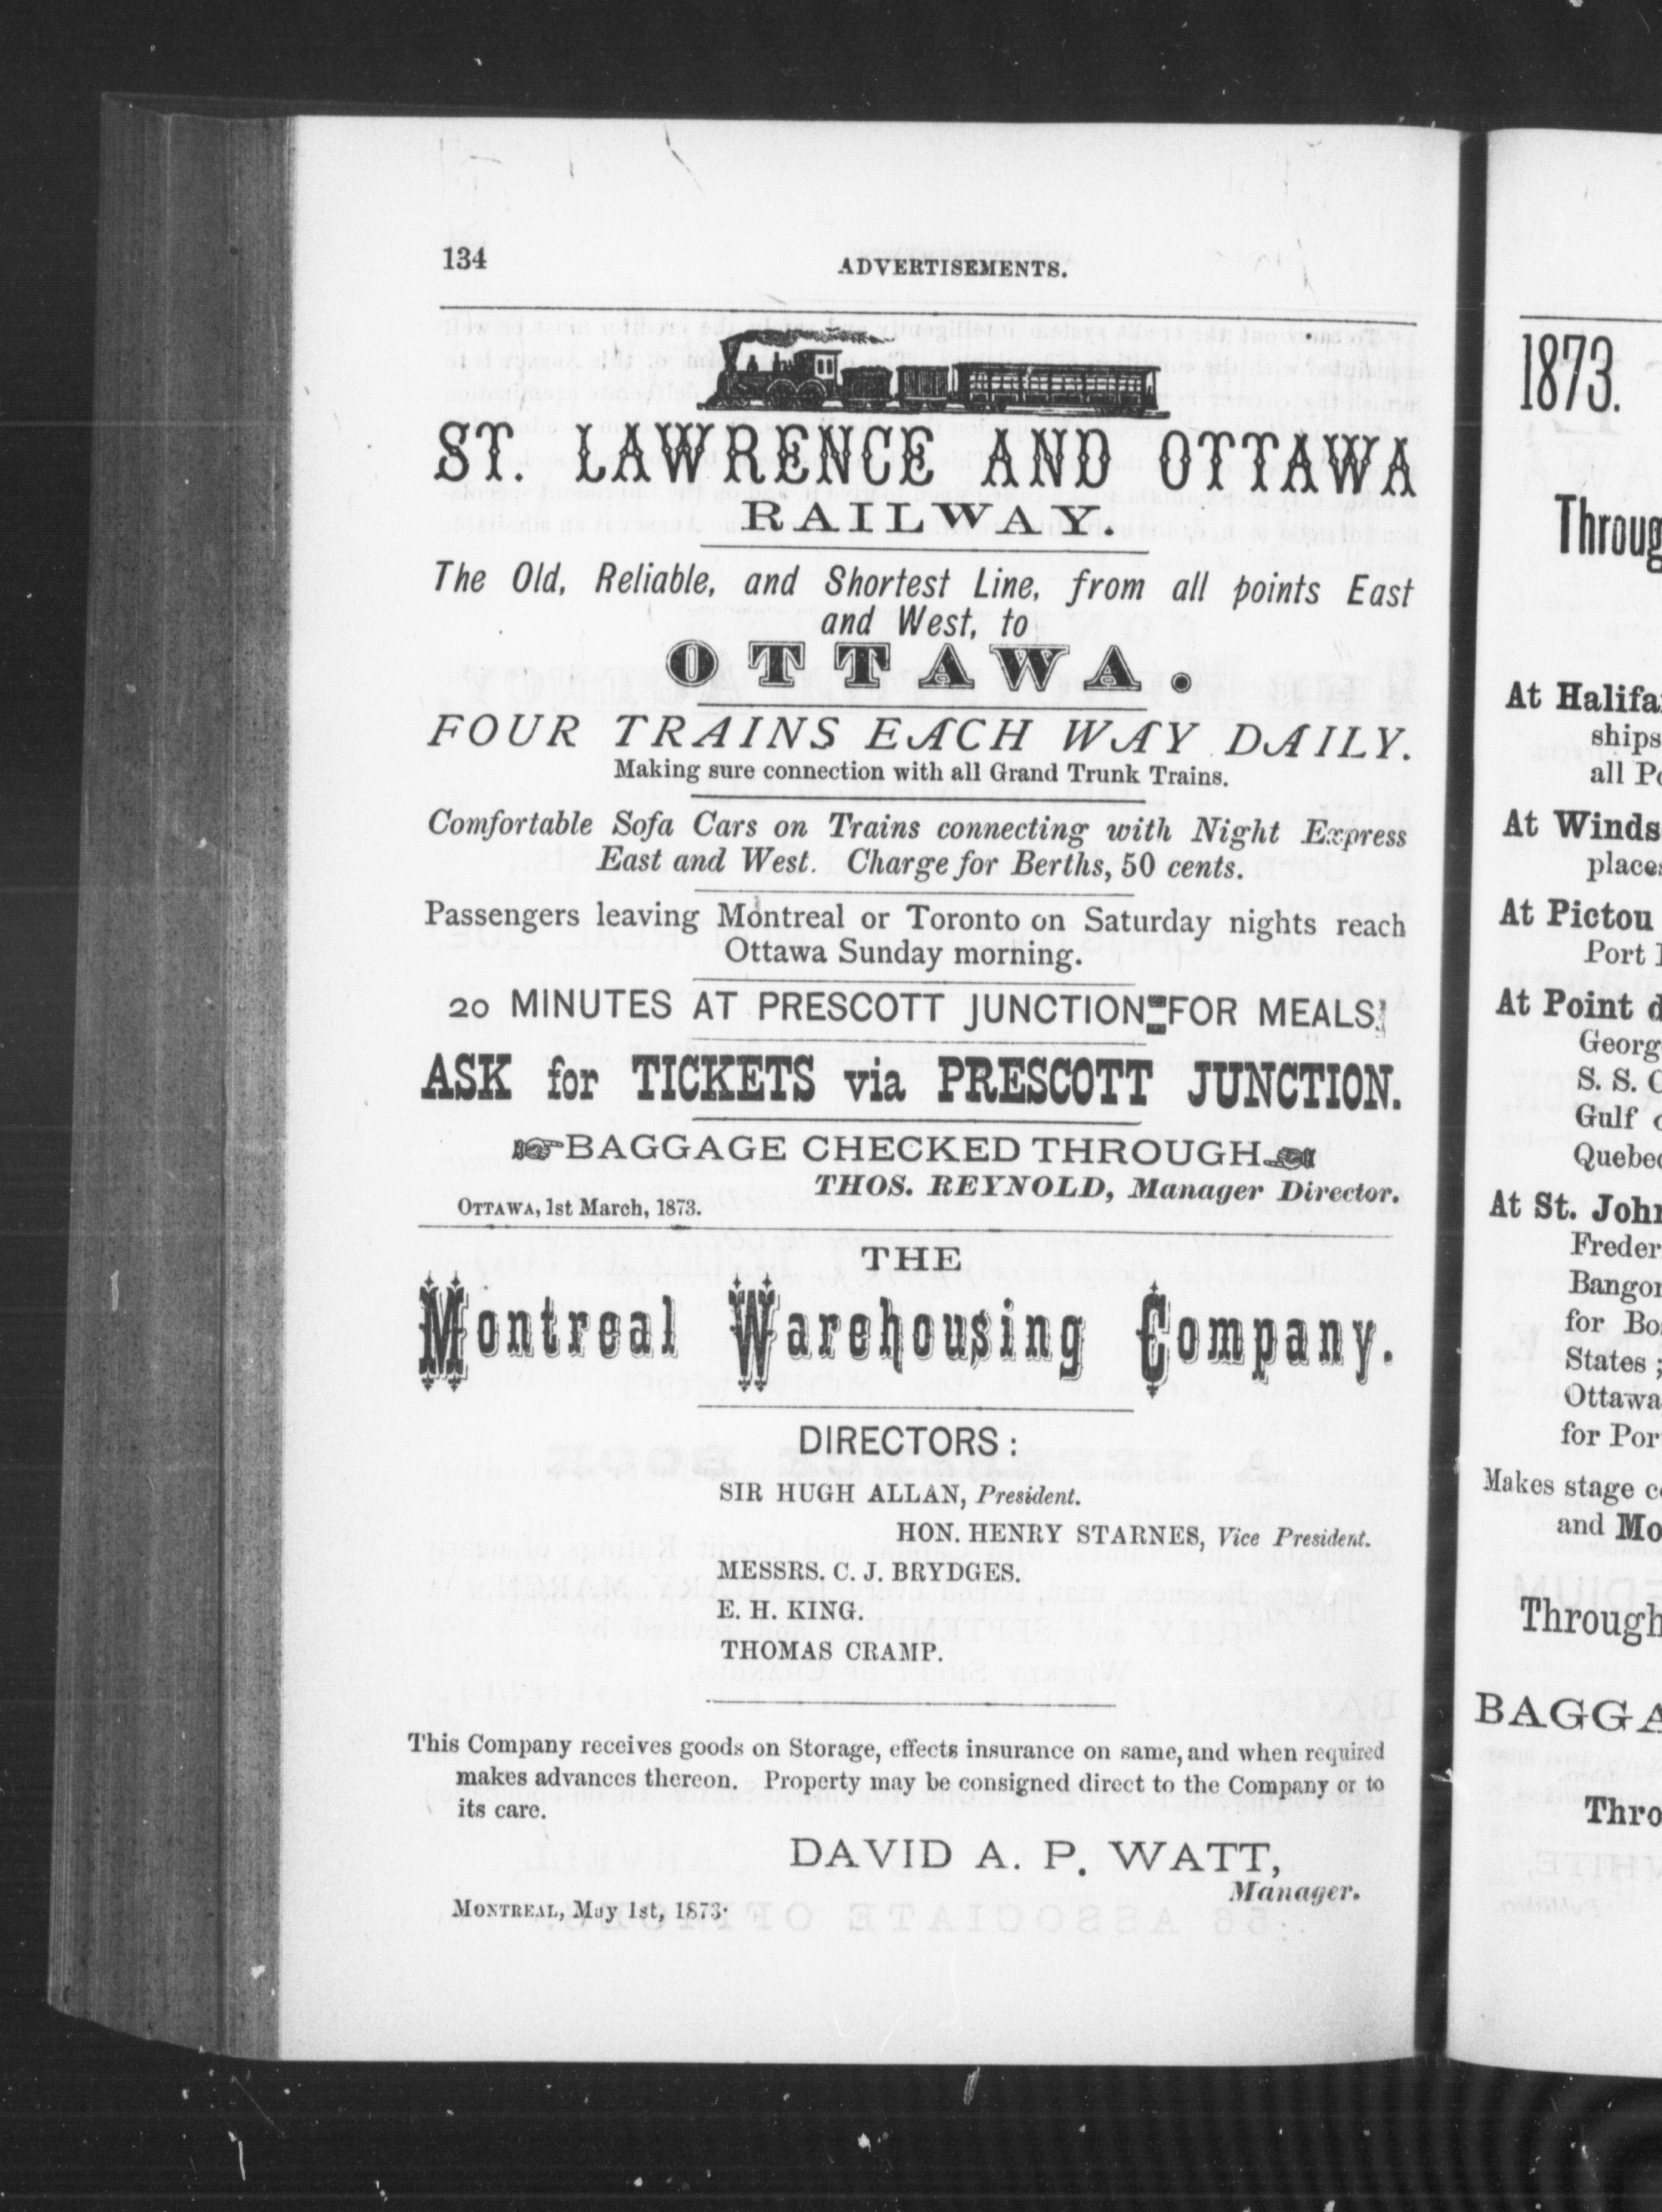 134
ADVERTISEMENTS.
ST. LAWRENCE AND OTTAWA
RAILWAY.
The Old, Reliable, and Shortest Line, from all points East
and West, to
OTTAWA.
FOUR TRAINS EACH WAY DAILY.
Making sure connection with all Grand Trunk Trains.
Comfortable Sofa Cars on Trains connecting with Night Express
East and West. Charge for Berths, 50 cents.
Passengers leaving Montreal or Toronto on Saturday nights reach
Ottawa Sunday morning.
20 MINUTES AT PRESCOTT JUNCTION FOR MEALS
ASK for TICKETS via PRESCOTT JUNCTION.
☞BAGGAGE CHECKED THROUGH☜
THOS. REYNOLD, Manager Director.
OTTAWA, 1st March, 1873.
THE
Montreal Warehousing Company.
DIRECTORS :
SIR HUGH ALLAN, President.
HON. HENRY STARNES, Vice President.
MESSRS. C. J. BRYDGES.
E. H. KING.
THOMAS CRAMP.
This Company receives goods on Storage, effects insurance on same, and when required
makes advances thereon. Property may be consigned direct to the Company or to
its care.
DAVID A. P. WATT,
Manager.
MONTREAL, May 1st, 1873.
1873.
Throug
At Halifa
ships
all P
At Winds
place
At Pictou
Port
At Point d
Georg
S. S. C
Gulf
Quebe
At St. John
Freder
Bangor
for Bo
States ;
Ottawa
for Por
Makes stage c
and Mo
Through
BAGGA
Thro